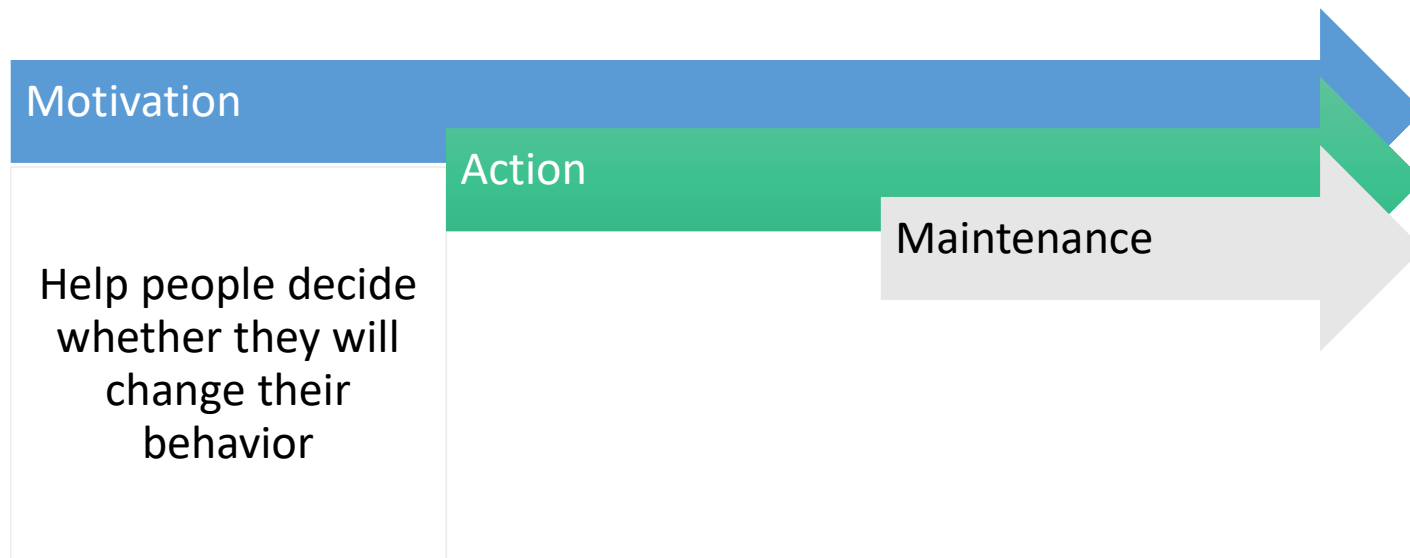 Motivation
Action
Maintenance
Help people decide
whether they will
change their
behavior